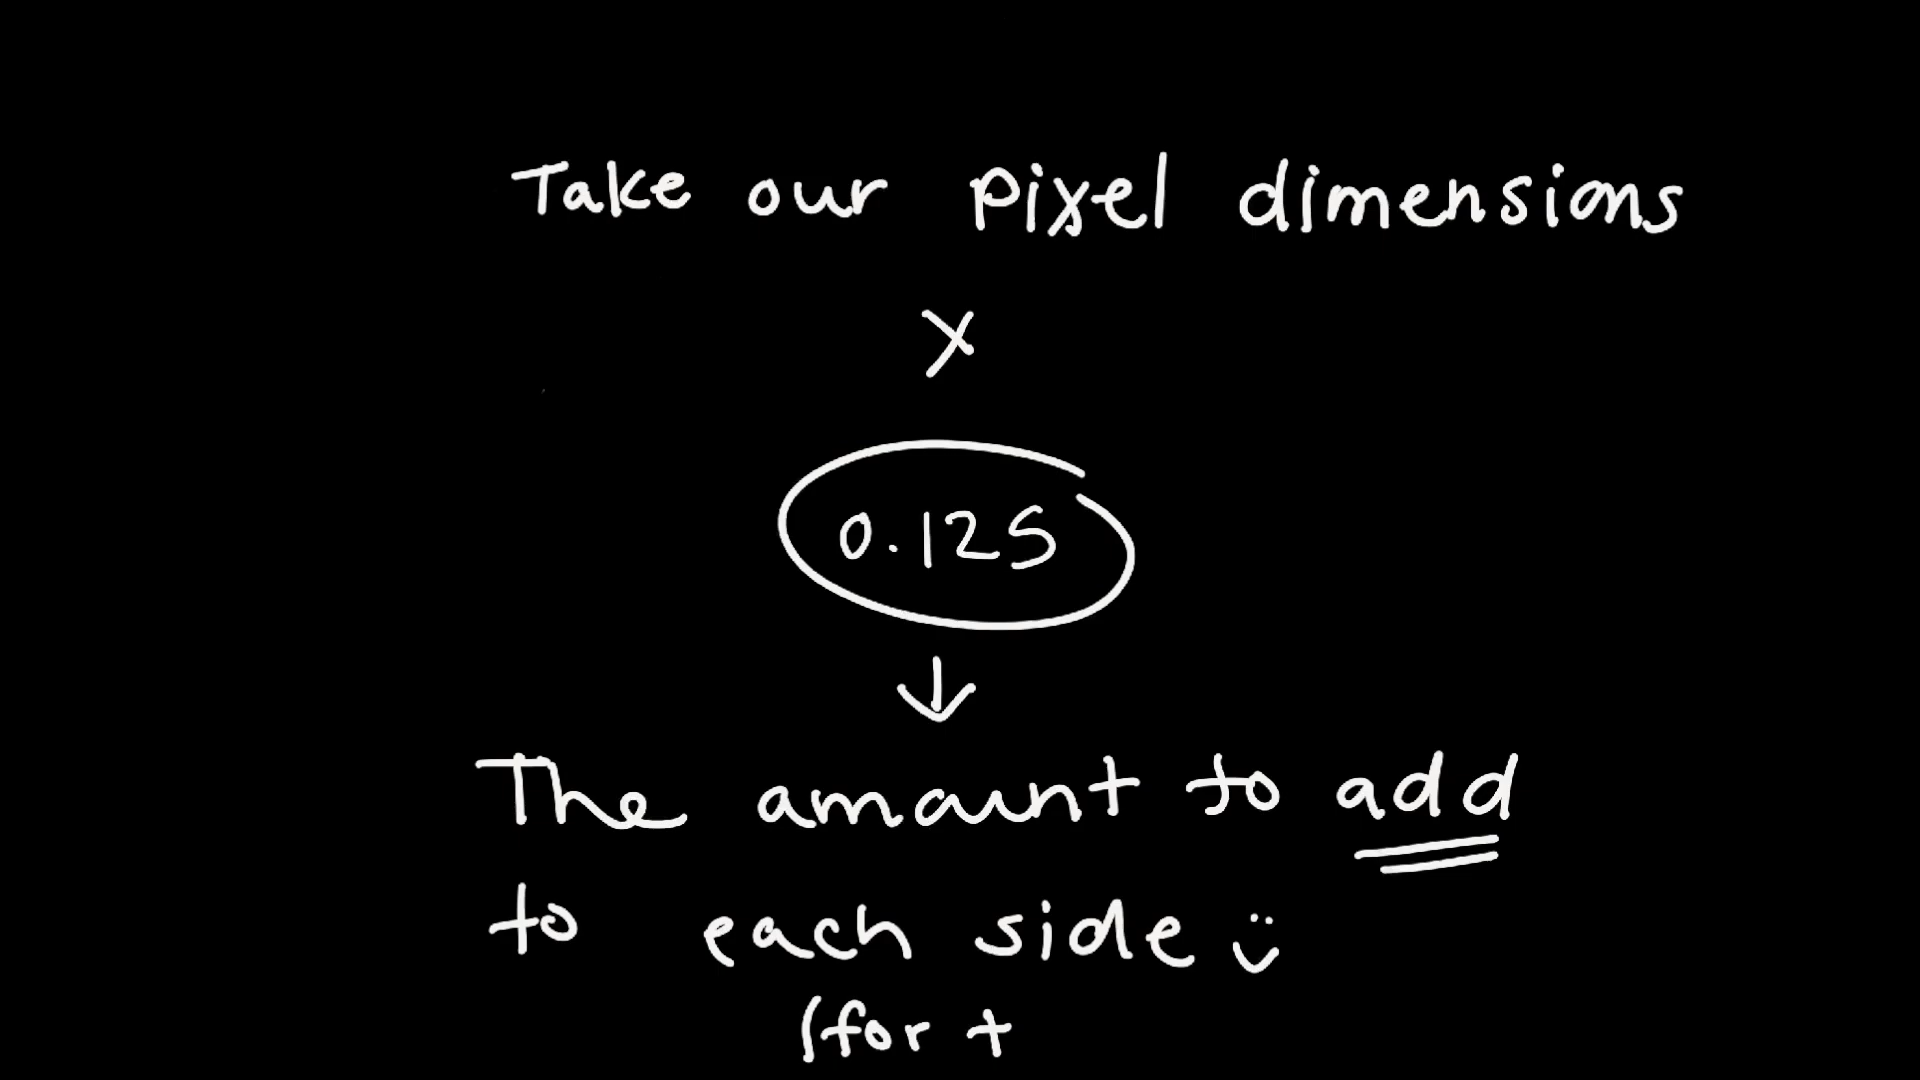 Take our pixel dimensions
x
0.125
↓
The amount to add
to each side :)
(for t